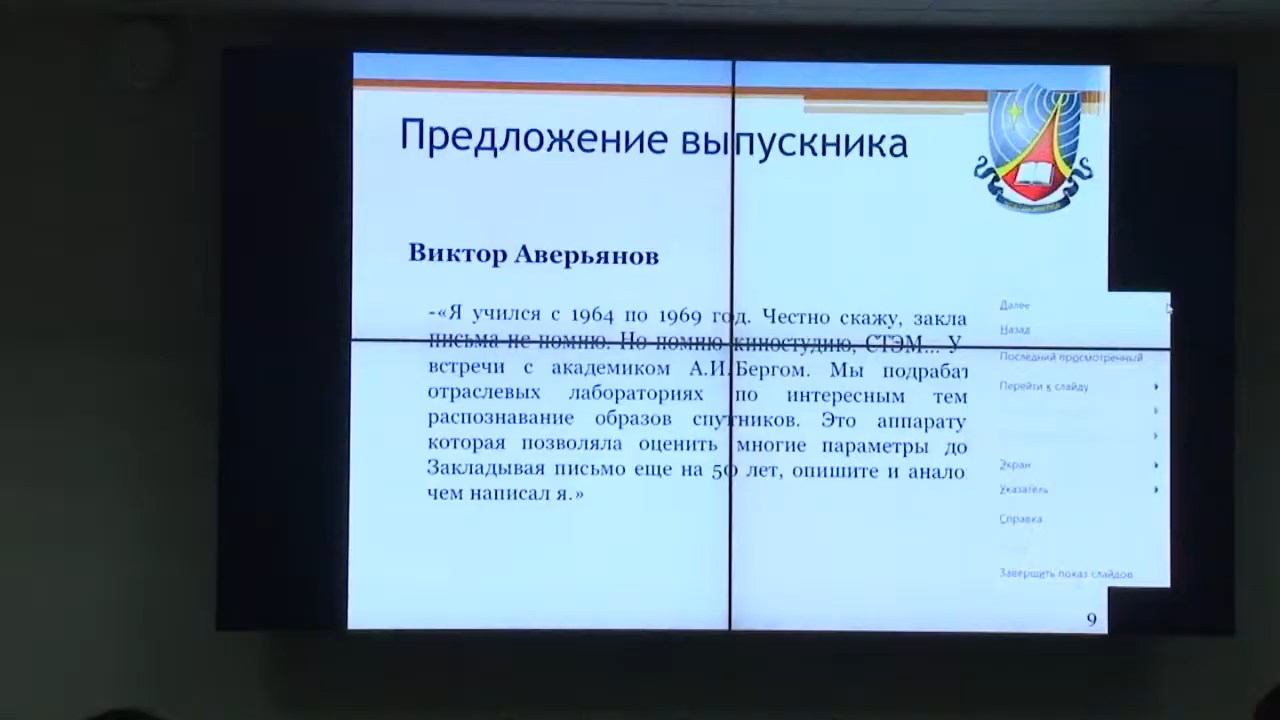 Предложение выпускника
Виктор Аверьянов
-«Я учился с 1964 по 1969 год. Честно скажу, закла
письма не помню. Но помню киностудию, СТЭМ... У
встречи с академиком А.И.Бергом. Мы подрабат
отраслевых лабораториях по интересным тем
распознавание образов спутников. Это аппарату
которая позволяла оценить многие параметры до
Закладывая письмо еще на 50 лет, опишите и анало
чем написал я.»
Далее
Назад
Последний просмотренный
Перейти к слайду
Экран
Указатель
Справка
Завершить показ слайдов
9